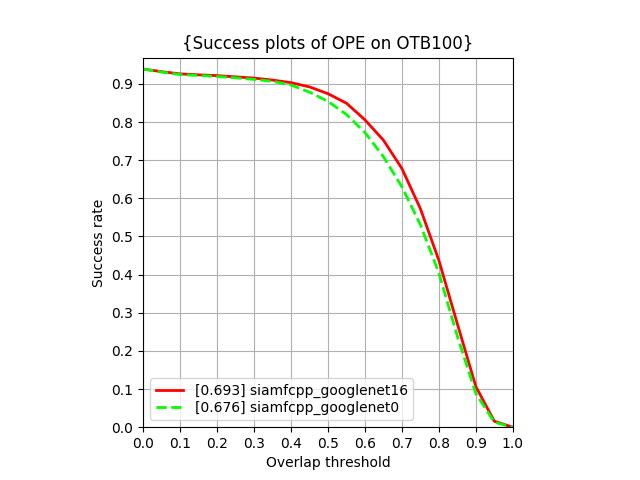 {Success plots of OPE on OTB100}
Success rate
0.9
0.8
0.7
0.6
0.5
0.4
0.3
0.2
0.1
0.0
[0.693] siamfcpp_googlenet16
[0.676] siamfcpp_googlenet0
0.0 0.1 0.2 0.3 0.4 0.5 0.6 0.7 0.8 0.9 1.0
Overlap threshold